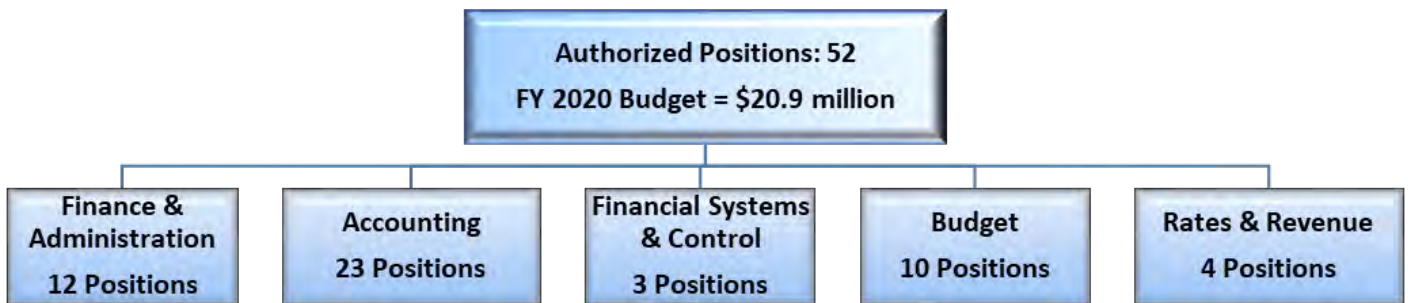 Authorized Positions: 52
FY 2020 Budget = $20.9 million
Finance &
Administration
12 Positions
Accounting
23 Positions
Financial Systems
& Control
3 Positions
Budget
10 Positions
Rates & Revenue
4 Positions